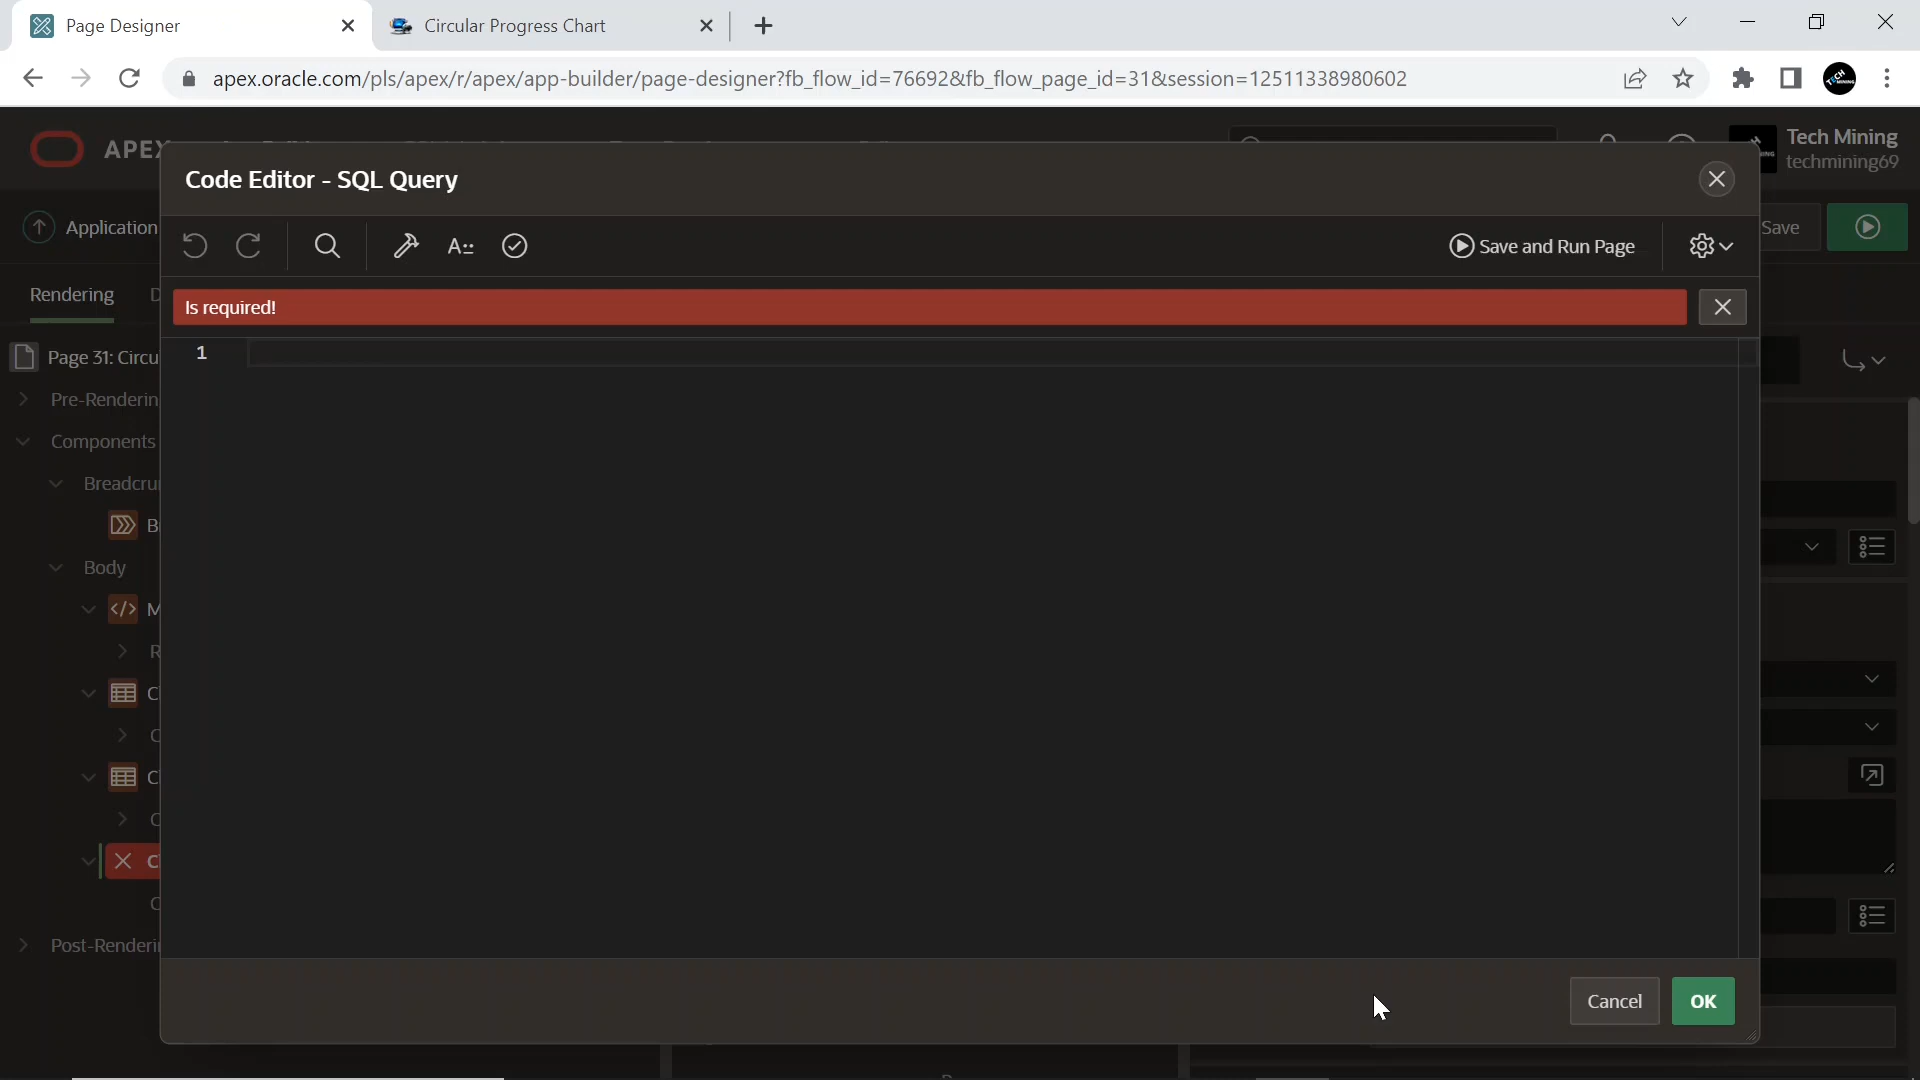 Page Designer
Circular Progress Chart
apex.oracle.com/pls/apex/r/apex/app-builder/page-designer?fb_flow_id=76692&fb_flow_page_id=31&session=12511338980602
APEX
Tech Mining
techmining69
Code Editor - SQL Query
Application
Save and Run Page
Save
Rendering
D
Is required!
1
Page 31: Circu
Pre-Renderin
Components
Breadcru
B
Body
M
R
C
C
C
C
C
C
Post-Renderi
Cancel
OK